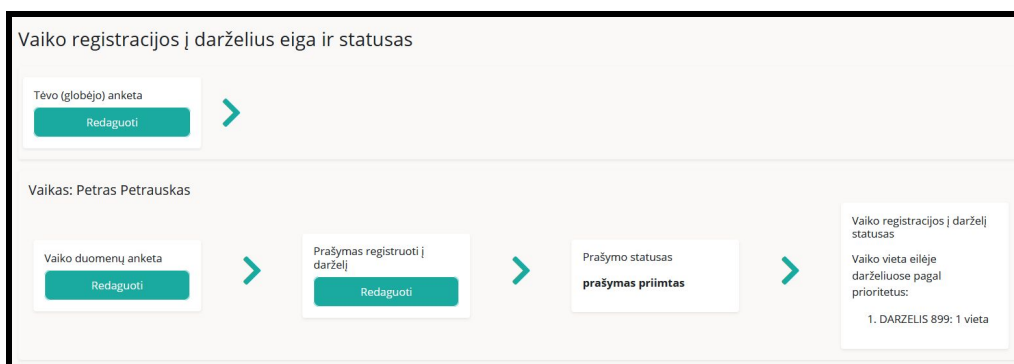 Vaiko registracijos į darželius eiga ir statusas
Tėvo (globėjo) anketa
Redaguoti
Vaikas: Petras Petrauskas
Vaiko duomenų anketa
Redaguoti
Prašymas registruoti į
darželį
Redaguoti
Prašymo statusas
prašymas priimtas
Vaiko registracijos į darželį
statusas
Vaiko vieta eilėje
darželiuose pagal
prioritetus:
1. DARZELIS 899: 1 vieta